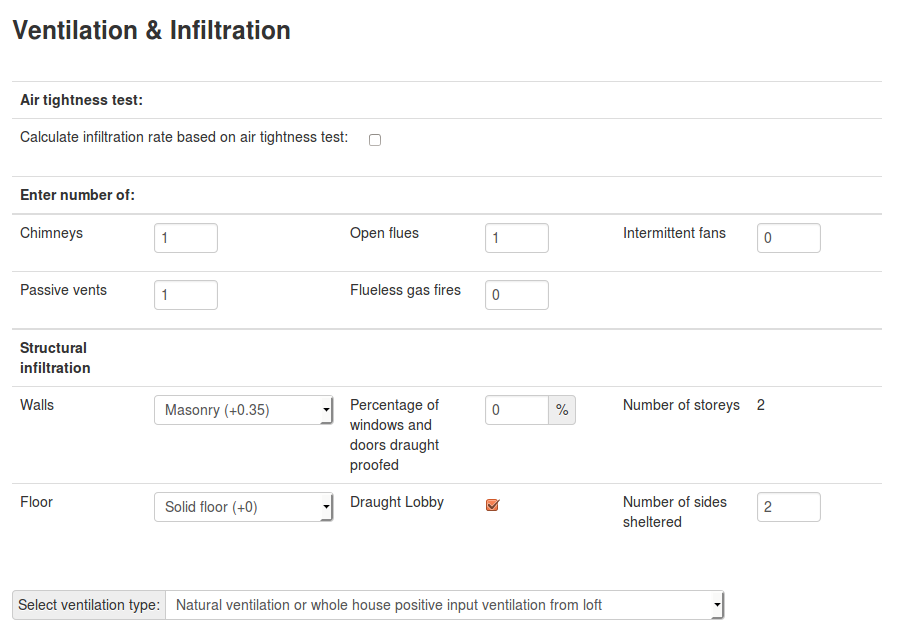 Ventilation & Infiltration
Air tightness test:
Calculate infiltration rate based on air tightness test:
Enter number of:
Chimneys 1 Open flues 1 Intermittent fans 0
Passive vents 1 Flueless gas fires 0
Structural
infiltration
Walls Masonry (+0.35) Percentage of
windows and
doors draught
proofed 0 % Number of storeys 2
Floor Solid floor (+0) Draught Lobby Number of sides
sheltered 2
Select ventilation type: Natural ventilation or whole house positive input ventilation from loft